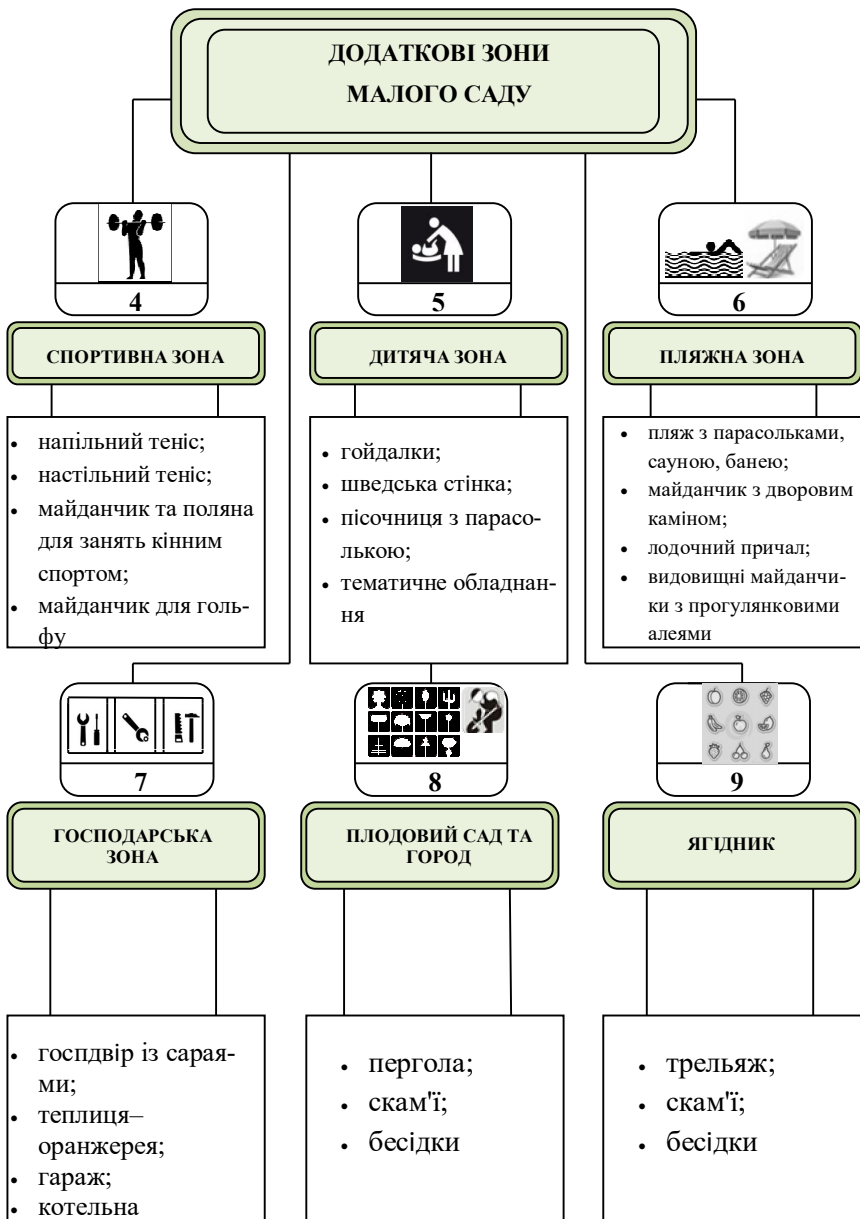 ДОДАТКОВІ ЗОНИ
МАЛОГО САДУ
4
5
6
СПОРТИВНА ЗОНА
ДИТЯЧА ЗОНА
ПЛЯЖНА ЗОНА
• напільний теніс;
• настільний теніс;
• майданчик та поляна
для занять кінним
спортом;
• майданчик для голь-
фу
• гойдалки;
• шведська стінка;
• пісочниця з парасо-
лькою;
• тематичне обладнан-
ня
• пляж з парасольками,
сауною, банею;
• майданчик з дворовим
каміном;
• лодочний причал;
• видовищні майданчи-
ки з прогулянковими
алеями
7
8
9
ГОСПОДАРСЬКА
ЗОНА
ПЛОДОВИЙ САД ТА
ГОРОД
ЯГІДНИК
• госпдвір із сарая-
ми;
• теплиця–
оранжерея;
• гараж;
• котельна
• пергола;
• скам'ї;
• бесідки
• трельяж;
• скам'ї;
• бесідки